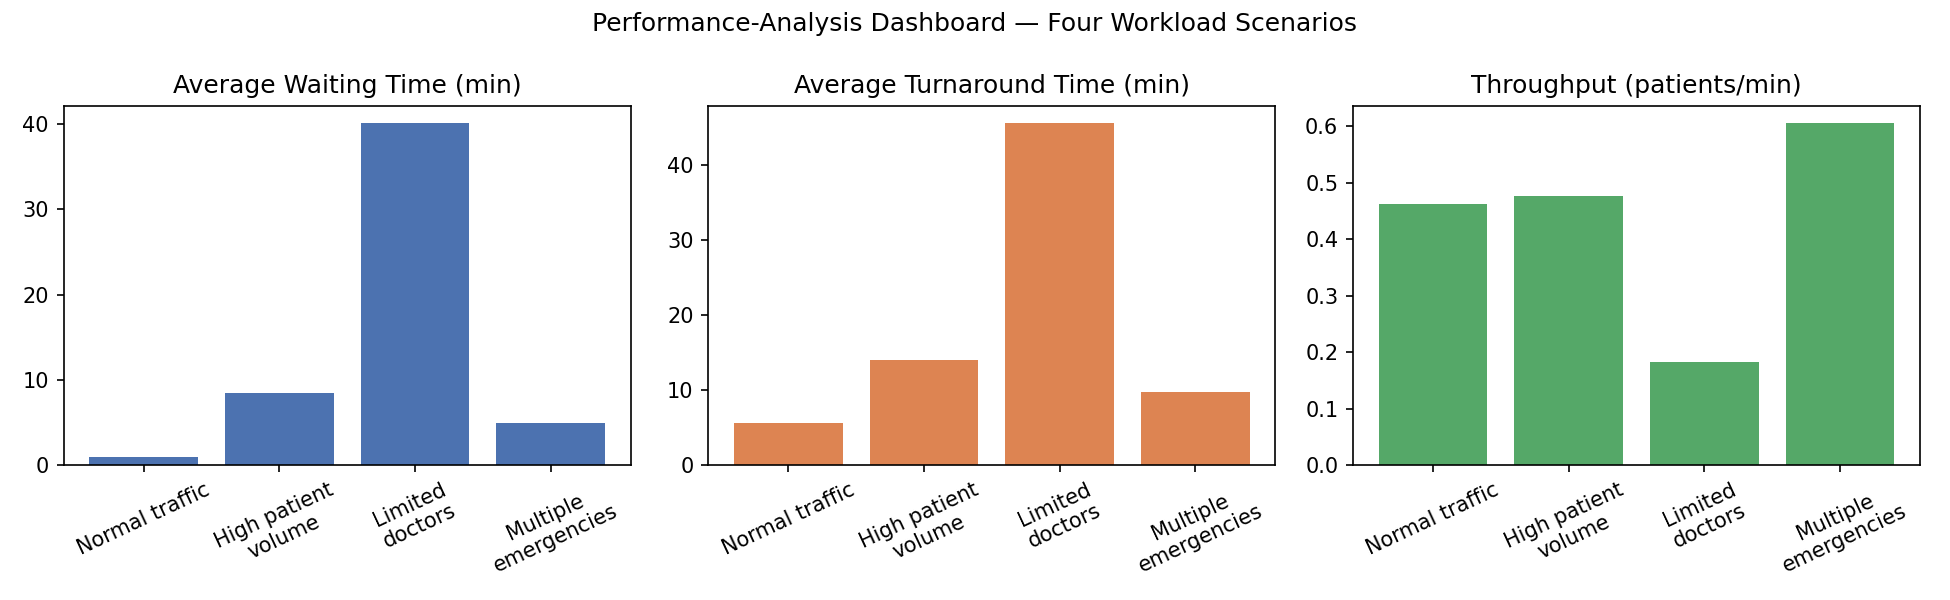 Performance-Analysis Dashboard — Four Workload Scenarios
Average Waiting Time (min)
40
30
20
10
0
Normal traffic
High patient
volume
Limited
doctors
Multiple
emergencies
Average Turnaround Time (min)
40
30
20
10
0
Normal traffic
High patient
volume
Limited
doctors
Multiple
emergencies
Throughput (patients/min)
0.6
0.5
0.4
0.3
0.2
0.1
0.0
Normal traffic
High patient
volume
Limited
doctors
Multiple
emergencies